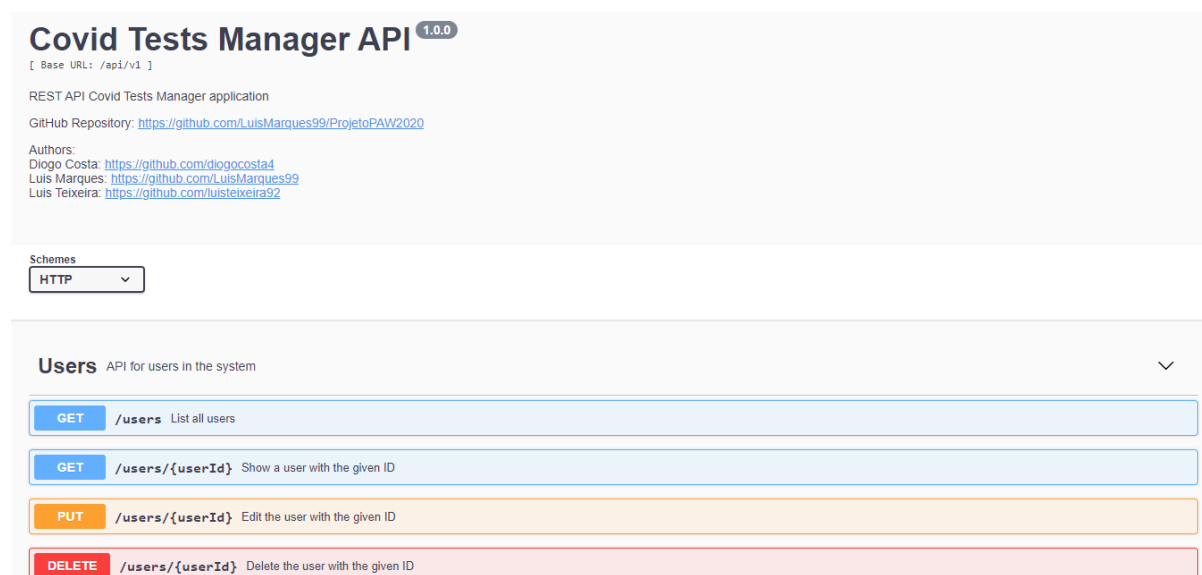 Covid Tests Manager API 1.0.0
[ Base URL: /api/v1 ]
REST API Covid Tests Manager application
GitHub Repository: https://github.com/LuisMarques99/ProjetoPAW2020
Authors:
Diogo Costa: https://github.com/diogocosta4
Luis Marques: https://github.com/LuisMarques99
Luis Teixeira: https://github.com/luisteixeira92
Schemes
HTTP
Users API for users in the system
GET /users List all users
GET /users/{userId} Show a user with the given ID
PUT /users/{userId} Edit the user with the given ID
DELETE /users/{userId} Delete the user with the given ID